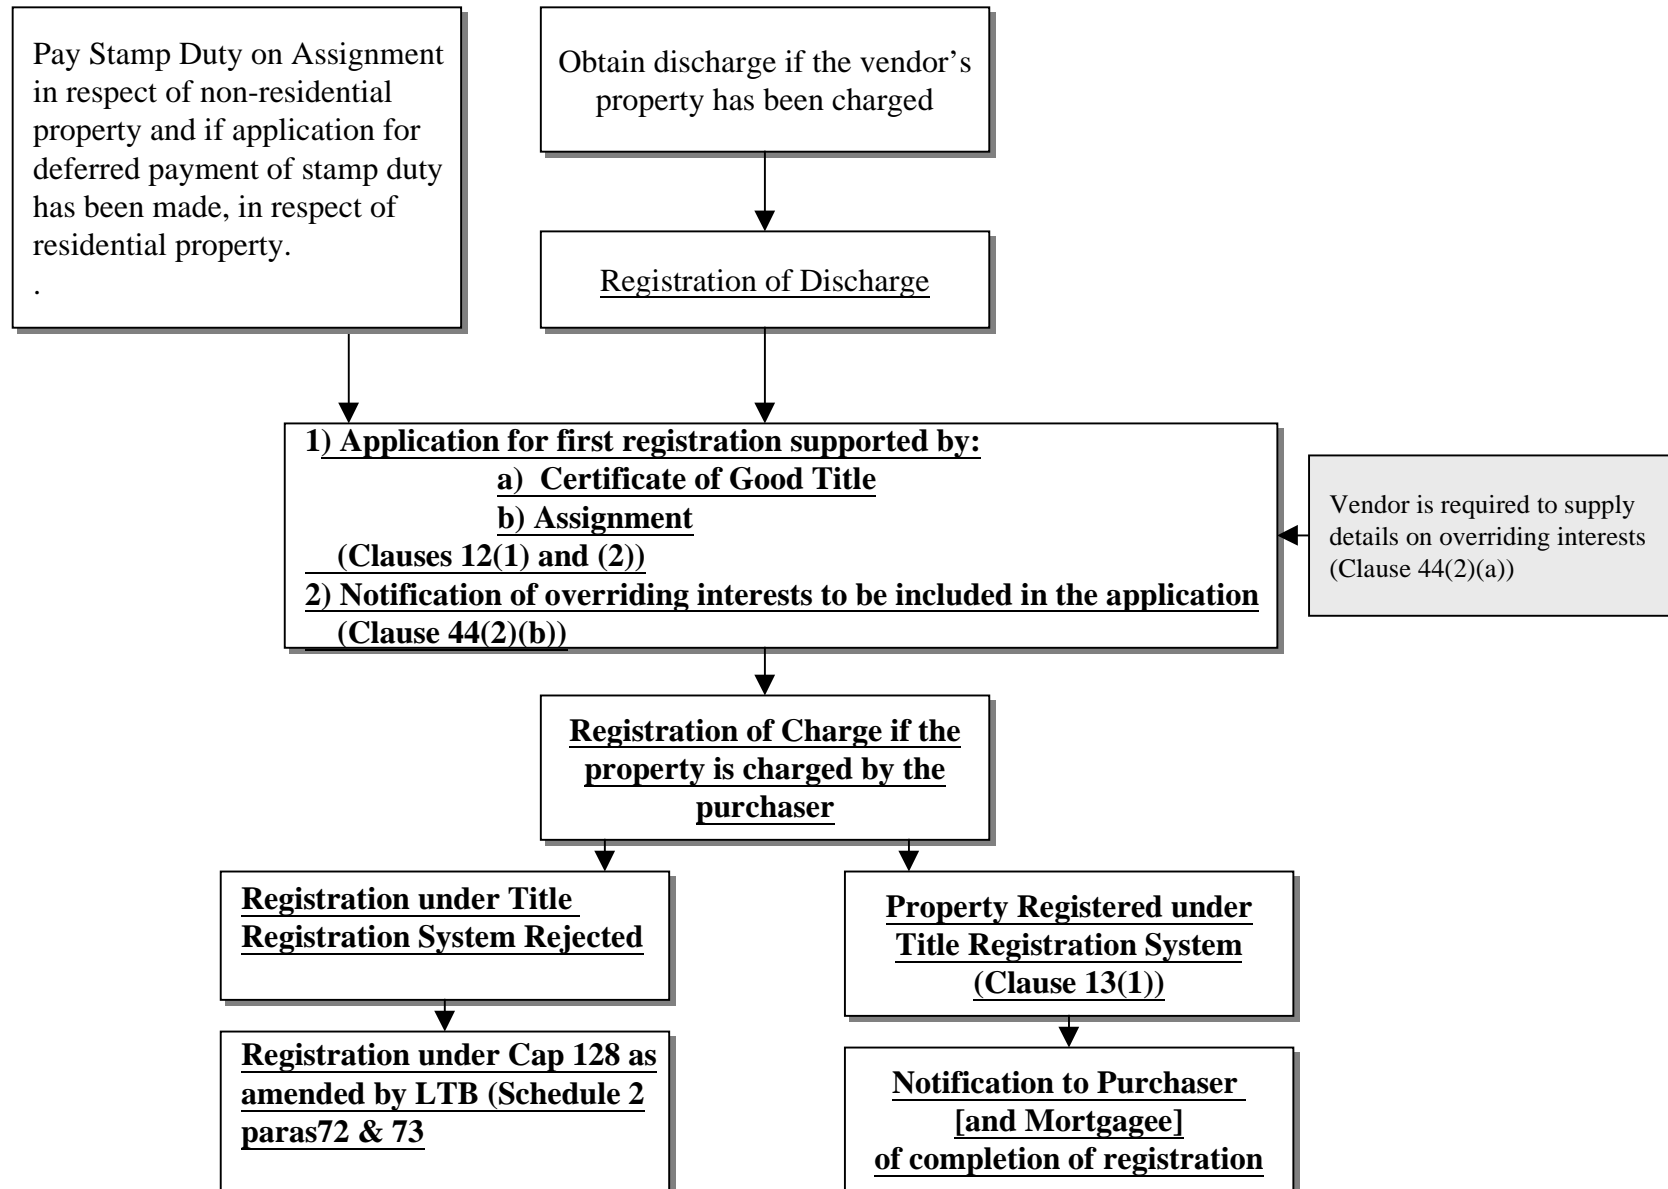 Pay Stamp Duty on Assignment
in respect of non-residential
property and if application for
deferred payment of stamp duty
has been made, in respect of
residential property.
.
Obtain discharge if the vendor’s
property has been charged
Registration of Discharge
1) Application for first registration supported by:
a) Certificate of Good Title
b) Assignment
(Clauses 12(1) and (2))
2) Notification of overriding interests to be included in the application
(Clause 44(2)(b))
Vendor is required to supply
details on overriding interests
(Clause 44(2)(a))
Registration of Charge if the
property is charged by the
purchaser
Registration under Title
Registration System Rejected
Property Registered under
Title Registration System
(Clause 13(1))
Registration under Cap 128 as
amended by LTB (Schedule 2
paras72 & 73
Notification to Purchaser
[and Mortgagee]
of completion of registration